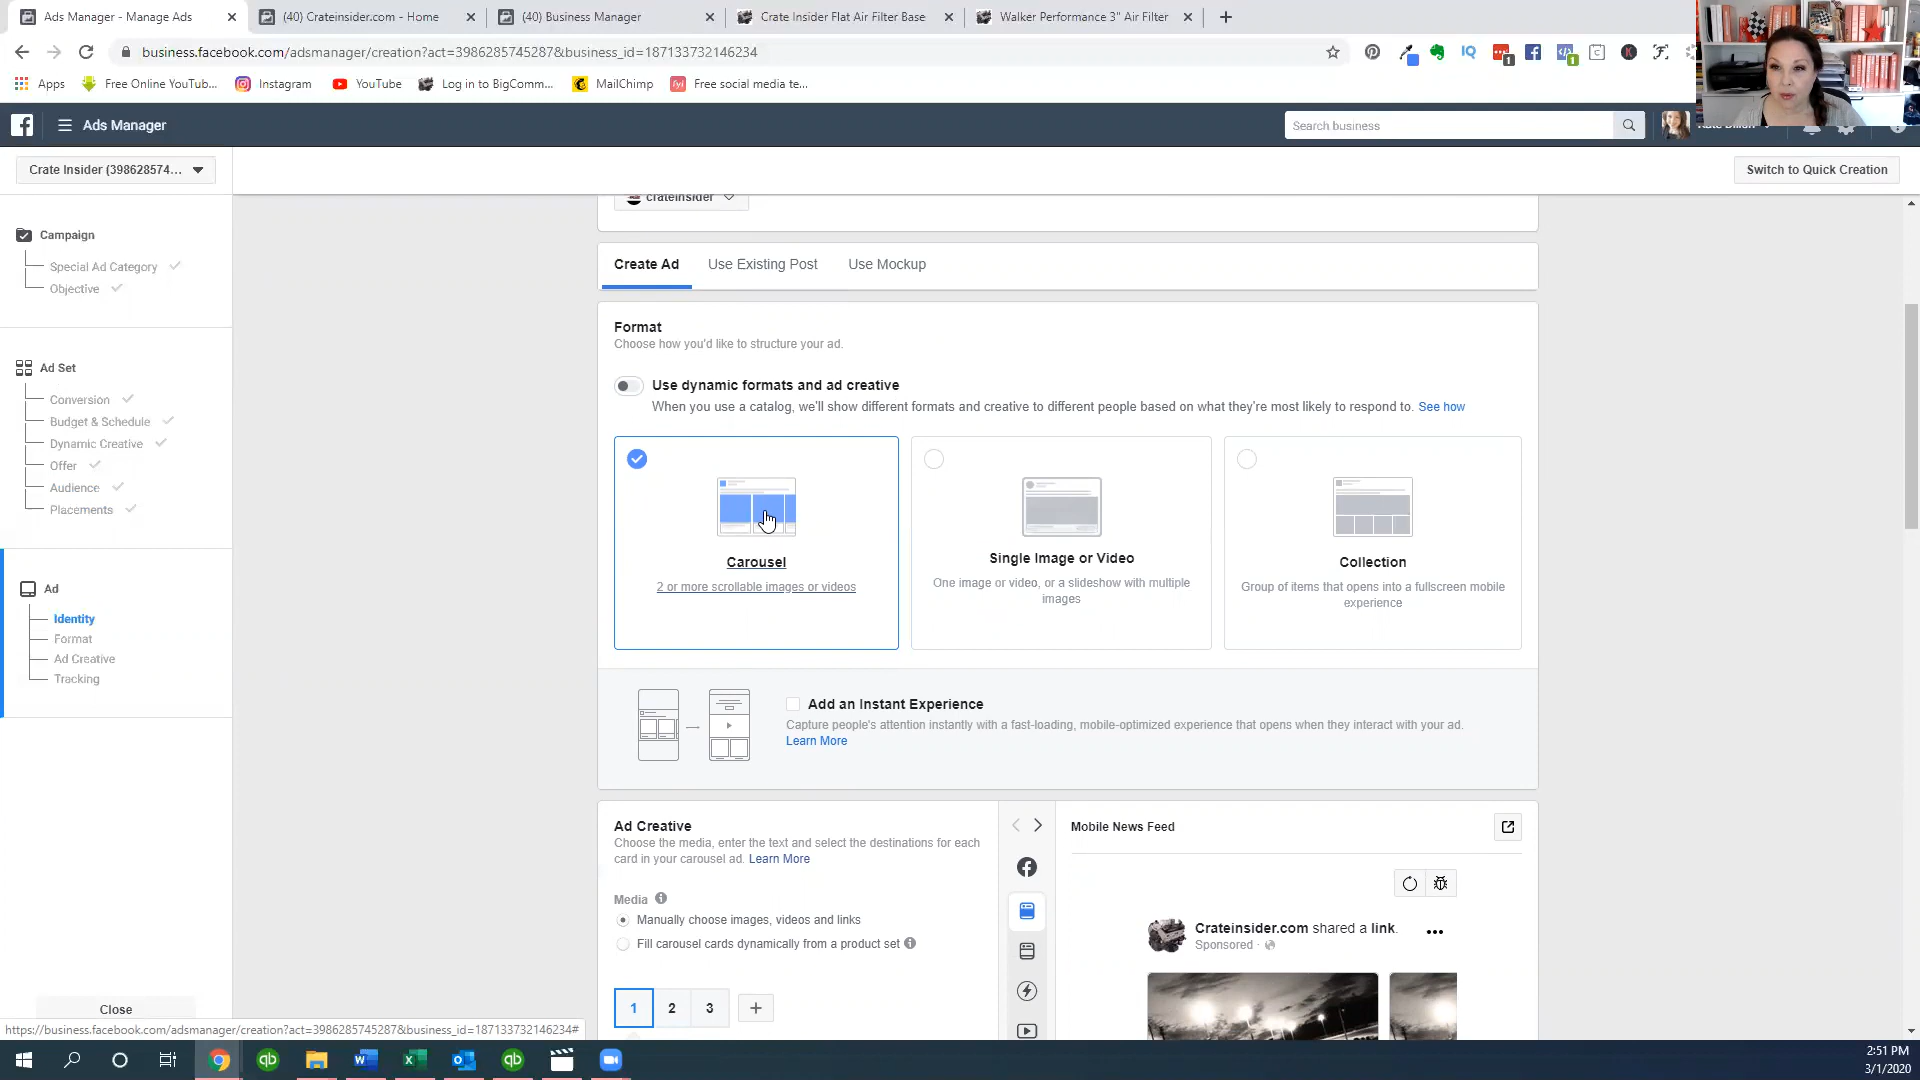 Ads Manager - Manage Ads
(40) Crateinsider.com - Home
(40) Business Manager
Crate Insider Flat Air Filter Base
Walker Performance 3" Air Filter
business.facebook.com/adsmanager/creation?act=3986285745287&business_id=187133732146234
Apps
Free Online YouTub...
Instagram
YouTube
Log in to BigComm...
MailChimp
Free social media te...
Ads Manager
Search business
Crate Insider (398628574...
Switch to Quick Creation
crateinsider
Campaign
Special Ad Category
Objective
Create Ad
Use Existing Post
Use Mockup
Format
Choose how you'd like to structure your ad.
Ad Set
Conversion
Budget & Schedule
Dynamic Creative
Offer
Audience
Placements
Use dynamic formats and ad creative
When you use a catalog, we'll show different formats and creative to different people based on what they're most likely to respond to. See how
Carousel
2 or more scrollable images or videos
Single Image or Video
One image or video, or a slideshow with multiple
images
Collection
Group of items that opens into a fullscreen mobile
experience
Ad
Identity
Format
Ad Creative
Tracking
Add an Instant Experience
Capture people's attention instantly with a fast-loading, mobile-optimized experience that opens when they interact with your ad.
Learn More
Ad Creative
Choose the media, enter the text and select the destinations for each
card in your carousel ad. Learn More
Media
Manually choose images, videos and links
Fill carousel cards dynamically from a product set
1
2
3
Mobile News Feed
Crateinsider.com shared a link.
Sponsored ·
Close
https://business.facebook.com/adsmanager/creation?act=3986285745287&business_id=187133732146234#
2:51 PM
3/1/2020